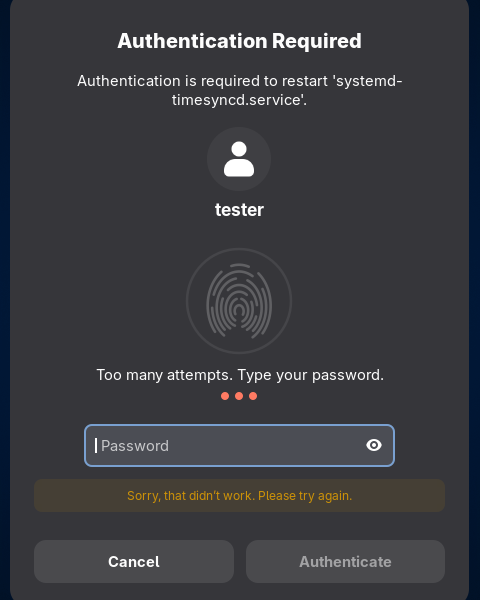 Authentication Required
Authentication is required to restart 'systemd-
timesyncd.service'.
tester
Too many attempts. Type your password.
Password
Sorry, that didn’t work. Please try again.
Cancel
Authenticate